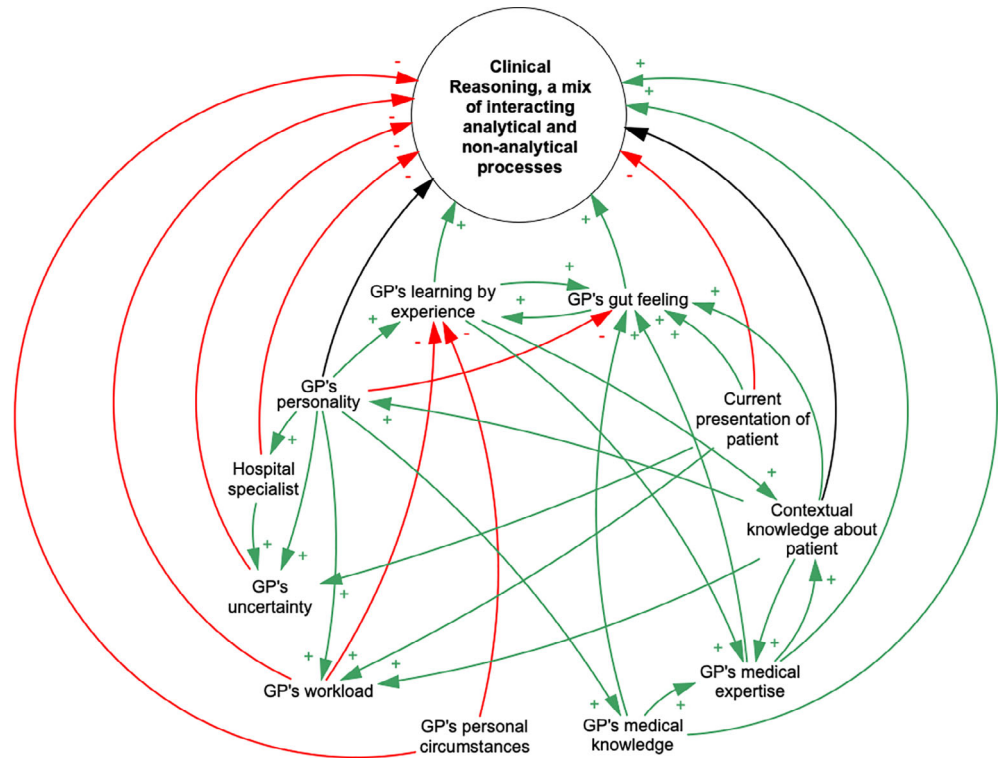 Clinical
Reasoning, a mix
of interacting
analytical and
non-analytical
processes
-
-
-
-
-
+
+
-
+
+
GP's learning by
experience
+
+
GP's gut feeling
+
+
-
-
-
+
+
+
GP's
personality
+
Current
presentation of
patient
+
Hospital
specialist
+
Contextual
knowledge about
patient
+
+
GP's
uncertainty
+
+
+
+
+
GP's workload
+
+
GP's medical
expertise
+
+
GP's personal
circumstances
GP's medical
knowledge